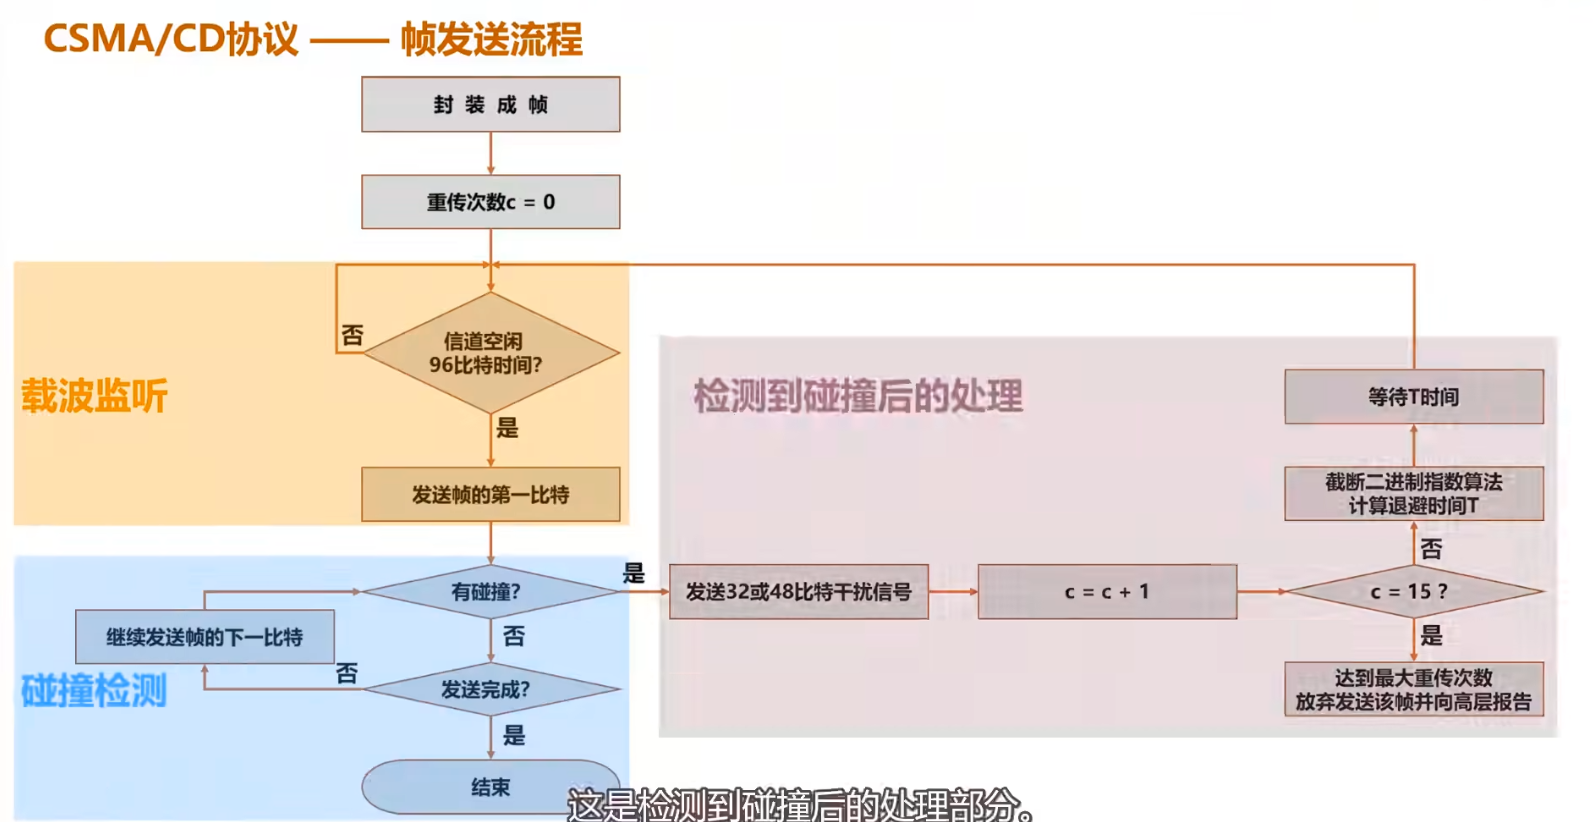 CSMA/CD协议 —— 帧发送流程
封 装 成 帧
重传次数c = 0
否
信道空闲
96比特时间?
载波监听
是
发送帧的第一比特
有碰撞?
是
继续发送帧的下一比特
否
否
碰撞检测
发送完成?
是
结束
检测到碰撞后的处理
等待T时间
截断二进制指数算法
计算退避时间T
否
发送32或48比特干扰信号
c = c + 1
c = 15 ?
是
达到最大重传次数
放弃发送该帧并向高层报告
这是检测到碰撞后的处理部分。